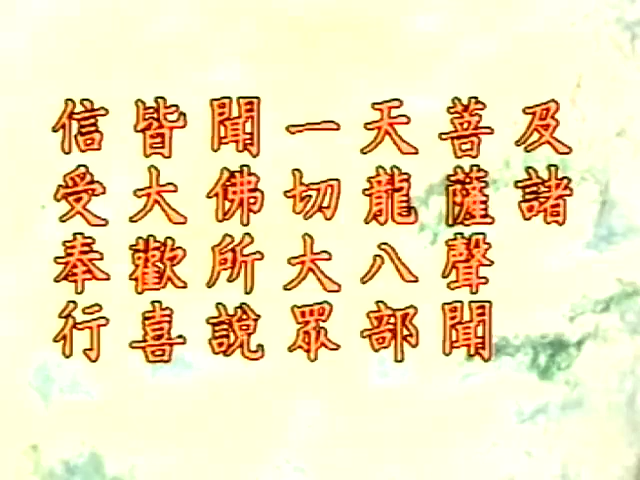 及諸
菩薩聲聞
天龍八部
一切大眾
聞佛所說
皆大歡喜
信受奉行